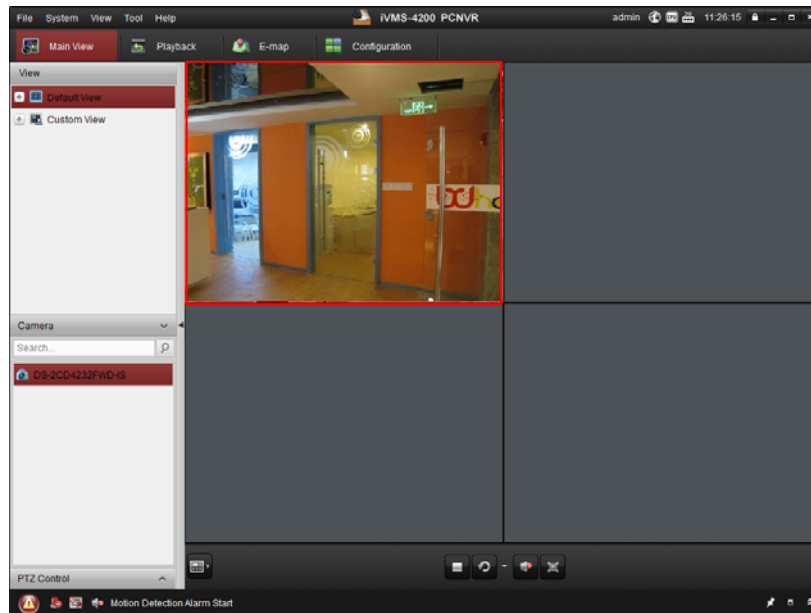 File System View Tool Help
iVMS-4200 PCNVR
admin
11:26:15
Main View
Playback
E-map
Configuration
View
Default View
Custom View
Camera
Search...
DS-2CD4232FWD-IS
PTZ Control
Motion Detection Alarm Start